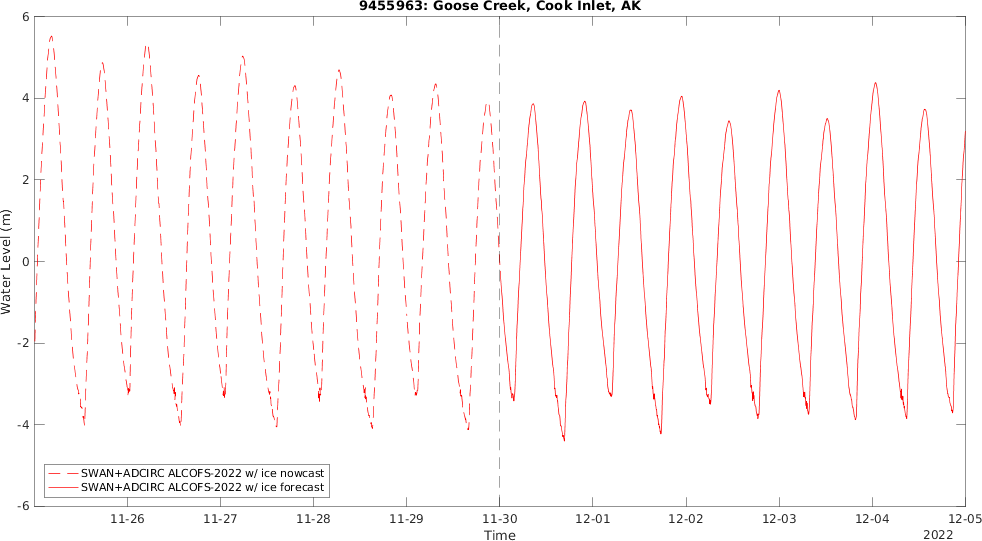 9455963: Goose Creek, Cook Inlet, AK
6
4
2
0
-2
-4
-6
Water Level (m)
SWAN+ADCIRC ALCOFS-2022 w/ ice nowcast
SWAN+ADCIRC ALCOFS-2022 w/ ice forecast
11-26 11-27 11-28 11-29 11-30 12-01 12-02 12-03 12-04 12-05
Time
2022